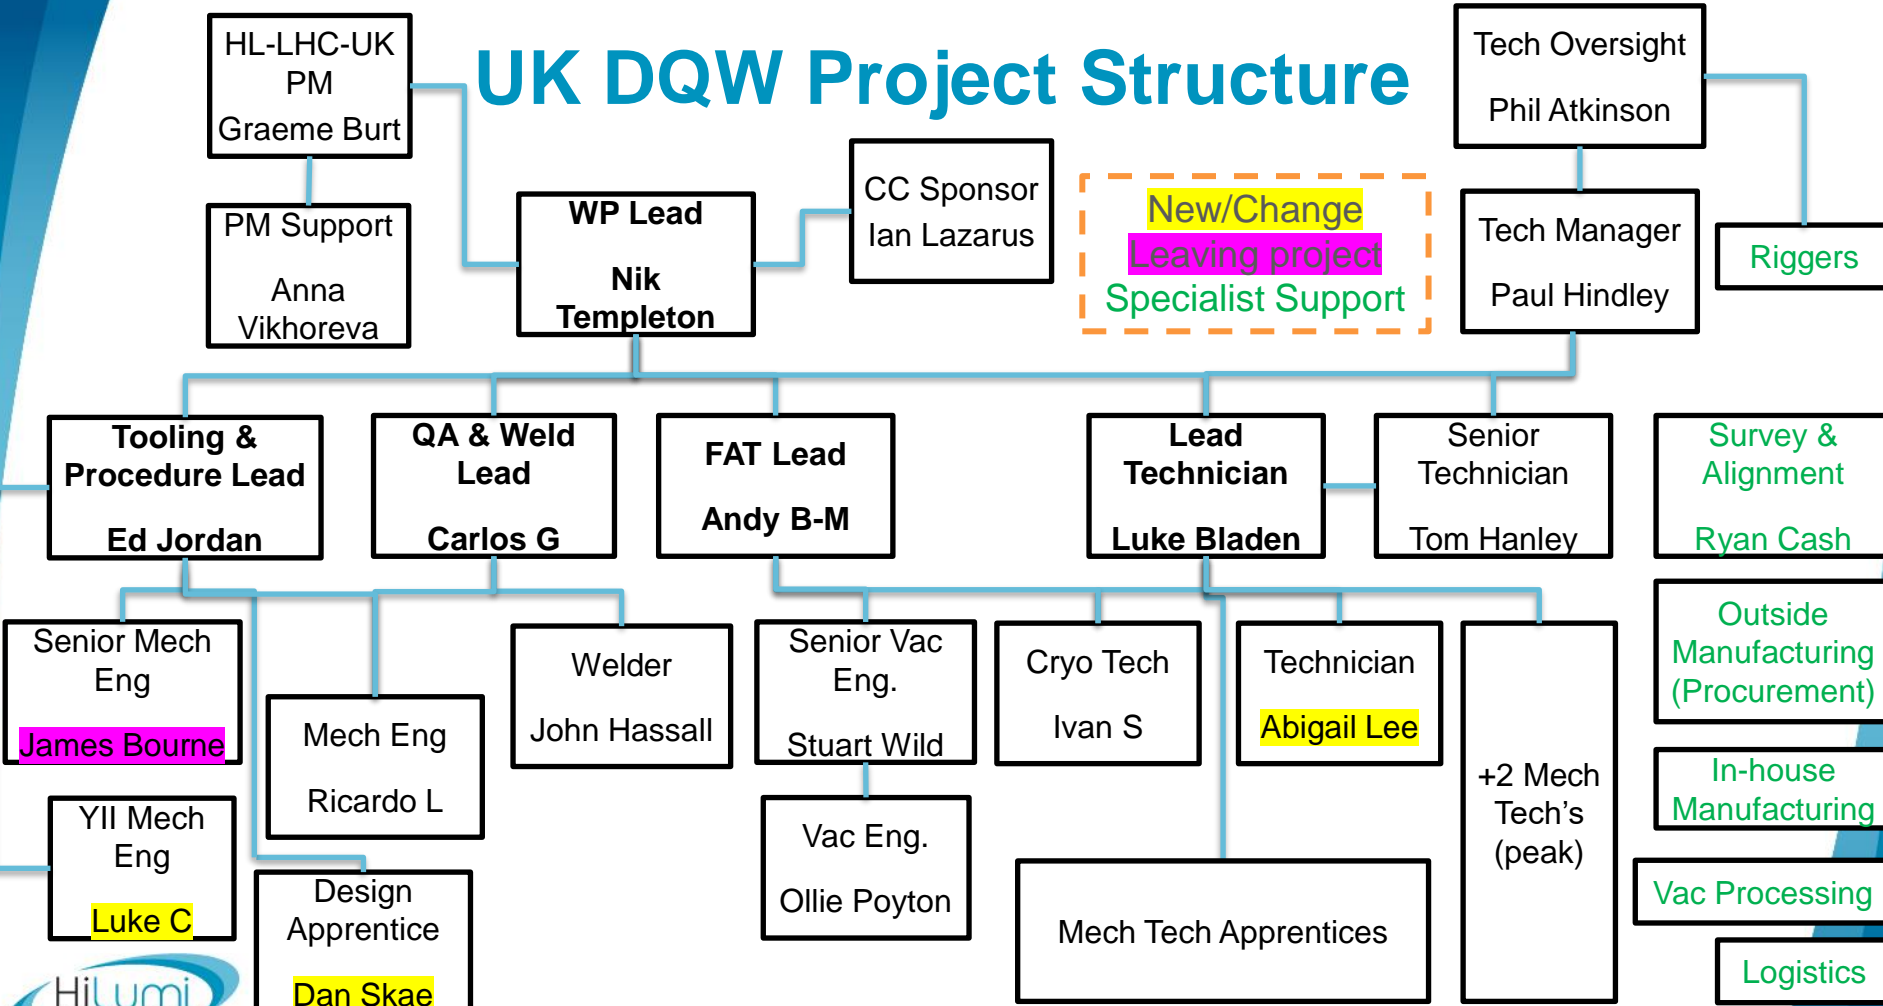 UK DQW Project Structure
HL-LHC-UK
PM
Graeme Burt
PM Support
Anna
Vikhoreva
WP Lead
Nik
Templeton
CC Sponsor
Ian Lazarus
New/Change
Leaving project
Specialist Support
Tech Oversight
Phil Atkinson
Tech Manager
Paul Hindley
Riggers
Tooling &
Procedure Lead
Ed Jordan
QA & Weld
Lead
Carlos G
FAT Lead
Andy B-M
Lead
Technician
Luke Bladen
Senior
Technician
Tom Hanley
Survey &
Alignment
Ryan Cash
Senior Mech
Eng
James Bourne
Mech Eng
Ricardo L
Welder
John Hassall
Senior Vac
Eng.
Stuart Wild
Cryo Tech
Ivan S
Technician
Abigail Lee
+2 Mech
Tech's
(peak)
Outside
Manufacturing
(Procurement)
In-house
Manufacturing
YII Mech
Eng
Luke C
Design
Apprentice
Dan Skae
Vac Eng.
Ollie Poyton
Mech Tech Apprentices
Vac Processing
Logistics
HiLumi